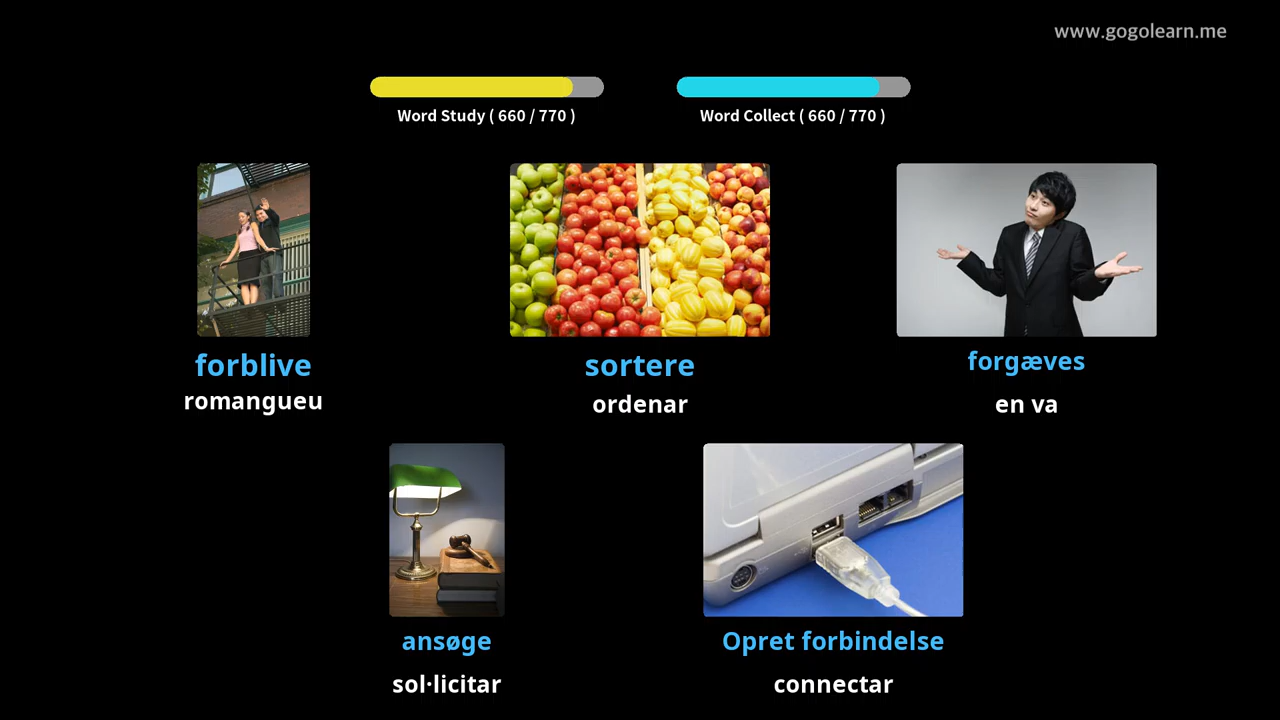 www.gogolearn.me
Word Study ( 660 / 770 )
Word Collect ( 660 / 770 )
forblive
romangueu
sortere
ordenar
forgæves
en va
ansøge
sol·licitar
Opret forbindelse
connectar